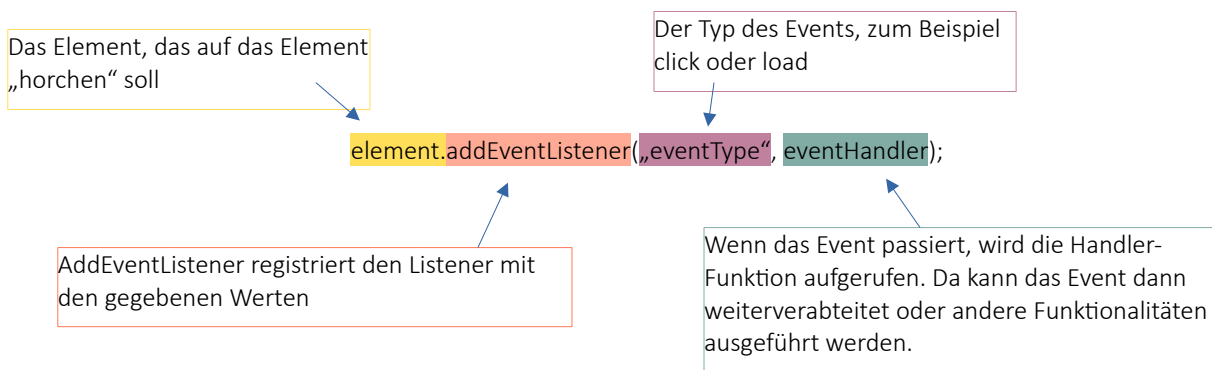 Das Element, das auf das Element
„horchen“ soll
Der Typ des Events, zum Beispiel
click oder load
element.addEventListener(„eventType“, eventHandler);
AddEventListener registriert den Listener mit
den gegebenen Werten
Wenn das Event passiert, wird die Handler-
Funktion aufgerufen. Da kann das Event dann
weiterverabteitet oder andere Funktionalitäten
ausgeführt werden.